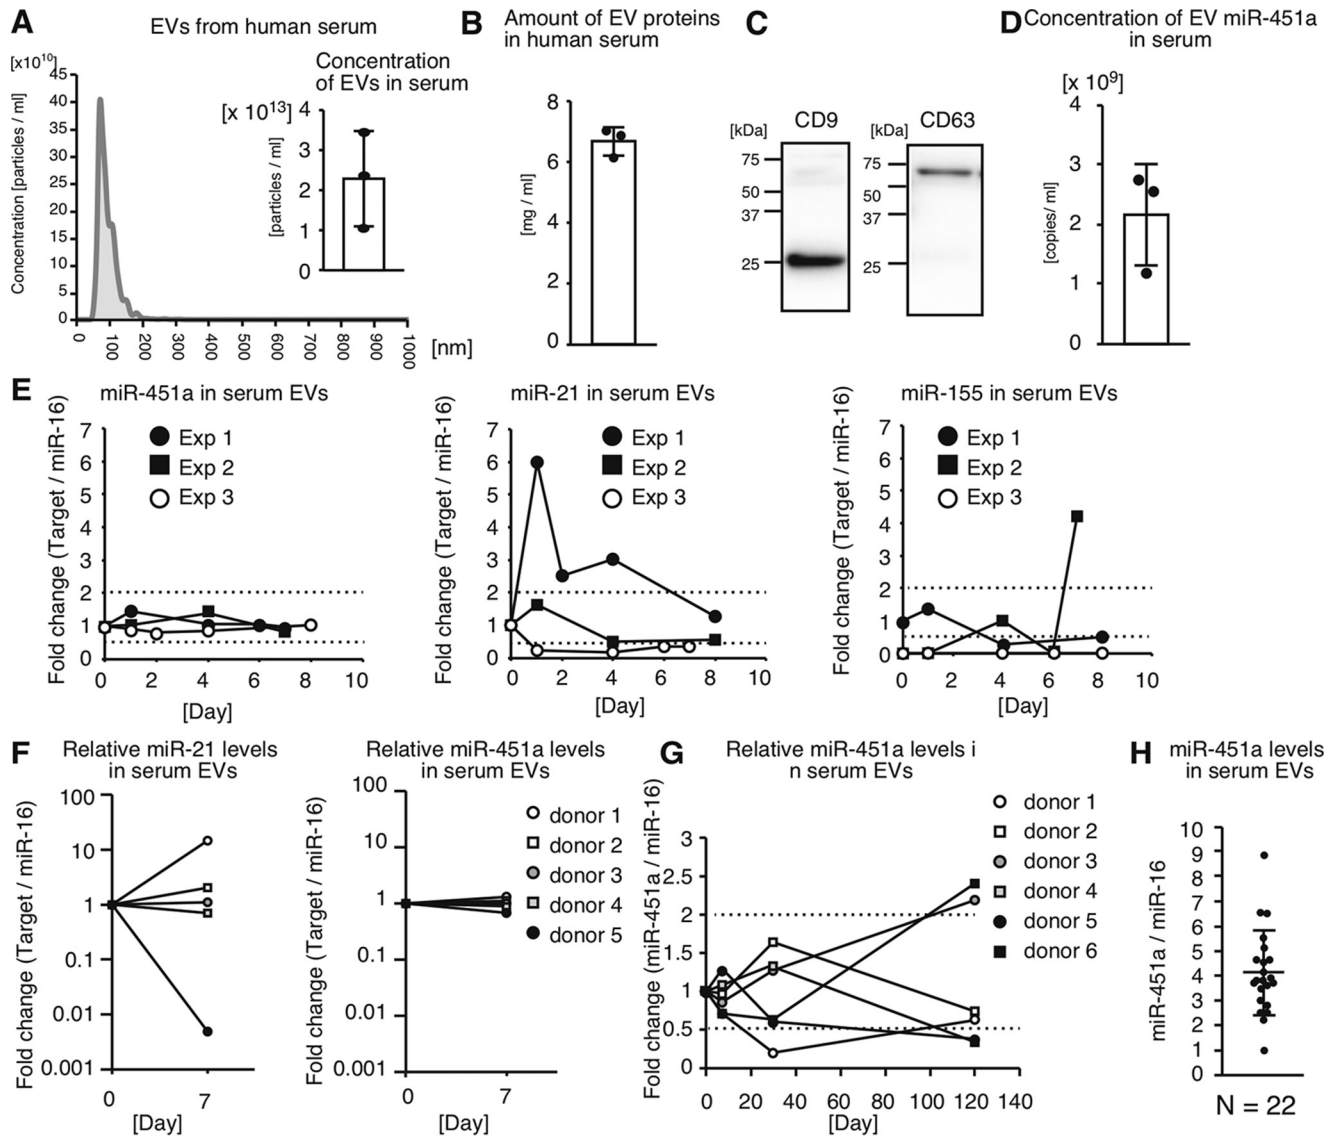 A
EVs from human serum
[x10¹⁰]
Concentration [particles / ml]
45
40
35
30
25
20
15
10
5
0
0
100
200
300
400
500
600
700
800
900
1000
[nm]
Concentration
of EVs in serum
[x 10¹³]
[particles / ml]
4
3
2
1
0
B
Amount of EV proteins
in human serum
[mg / ml]
8
6
4
2
0
C
[kDa]
CD9
75
50
37
25
[kDa]
CD63
75
50
37
25
D
Concentration of EV miR-451a
in serum
[x 10⁹]
[copies/ ml]
4
3
2
1
0
E
miR-451a in serum EVs
Fold change (Target / miR-16)
7
6
5
4
3
2
1
0
Exp 1
Exp 2
Exp 3
0
2
4
6
8
10
[Day]
miR-21 in serum EVs
Fold change (Target / miR-16)
7
6
5
4
3
2
1
0
Exp 1
Exp 2
Exp 3
0
2
4
6
8
10
[Day]
miR-155 in serum EVs
Fold change (Target / miR-16)
7
6
5
4
3
2
1
0
Exp 1
Exp 2
Exp 3
0
2
4
6
8
10
[Day]
F
Relative miR-21 levels
in serum EVs
Fold change (Target / miR-16)
100
10
1
0.1
0.01
0.001
0
7
[Day]
Relative miR-451a levels
in serum EVs
Fold change (Target / miR-16)
100
10
1
0.1
0.01
0.001
0
7
[Day]
donor 1
donor 2
donor 3
donor 4
donor 5
G
Relative miR-451a levels i
n serum EVs
Fold change (miR-451a / miR-16)
3
2.5
2
1.5
1
0.5
0
0
20
40
60
80
100
120
140
[Day]
donor 1
donor 2
donor 3
donor 4
donor 5
donor 6
H
miR-451a levels
in serum EVs
miR-451a / miR-16
10
9
8
7
6
5
4
3
2
1
0
N = 22